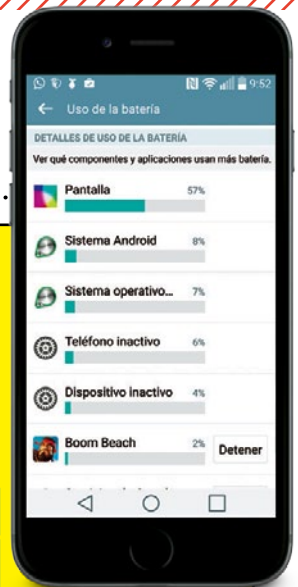 9:52
Uso de la batería
DETALLES DE USO DE LA BATERÍA
Ver qué componentes y aplicaciones usan más batería.
Pantalla 57%
Sistema Android 8%
Sistema operativo... 7%
Teléfono inactivo 6%
Dispositivo inactivo 4%
Boom Beach 2% Detener